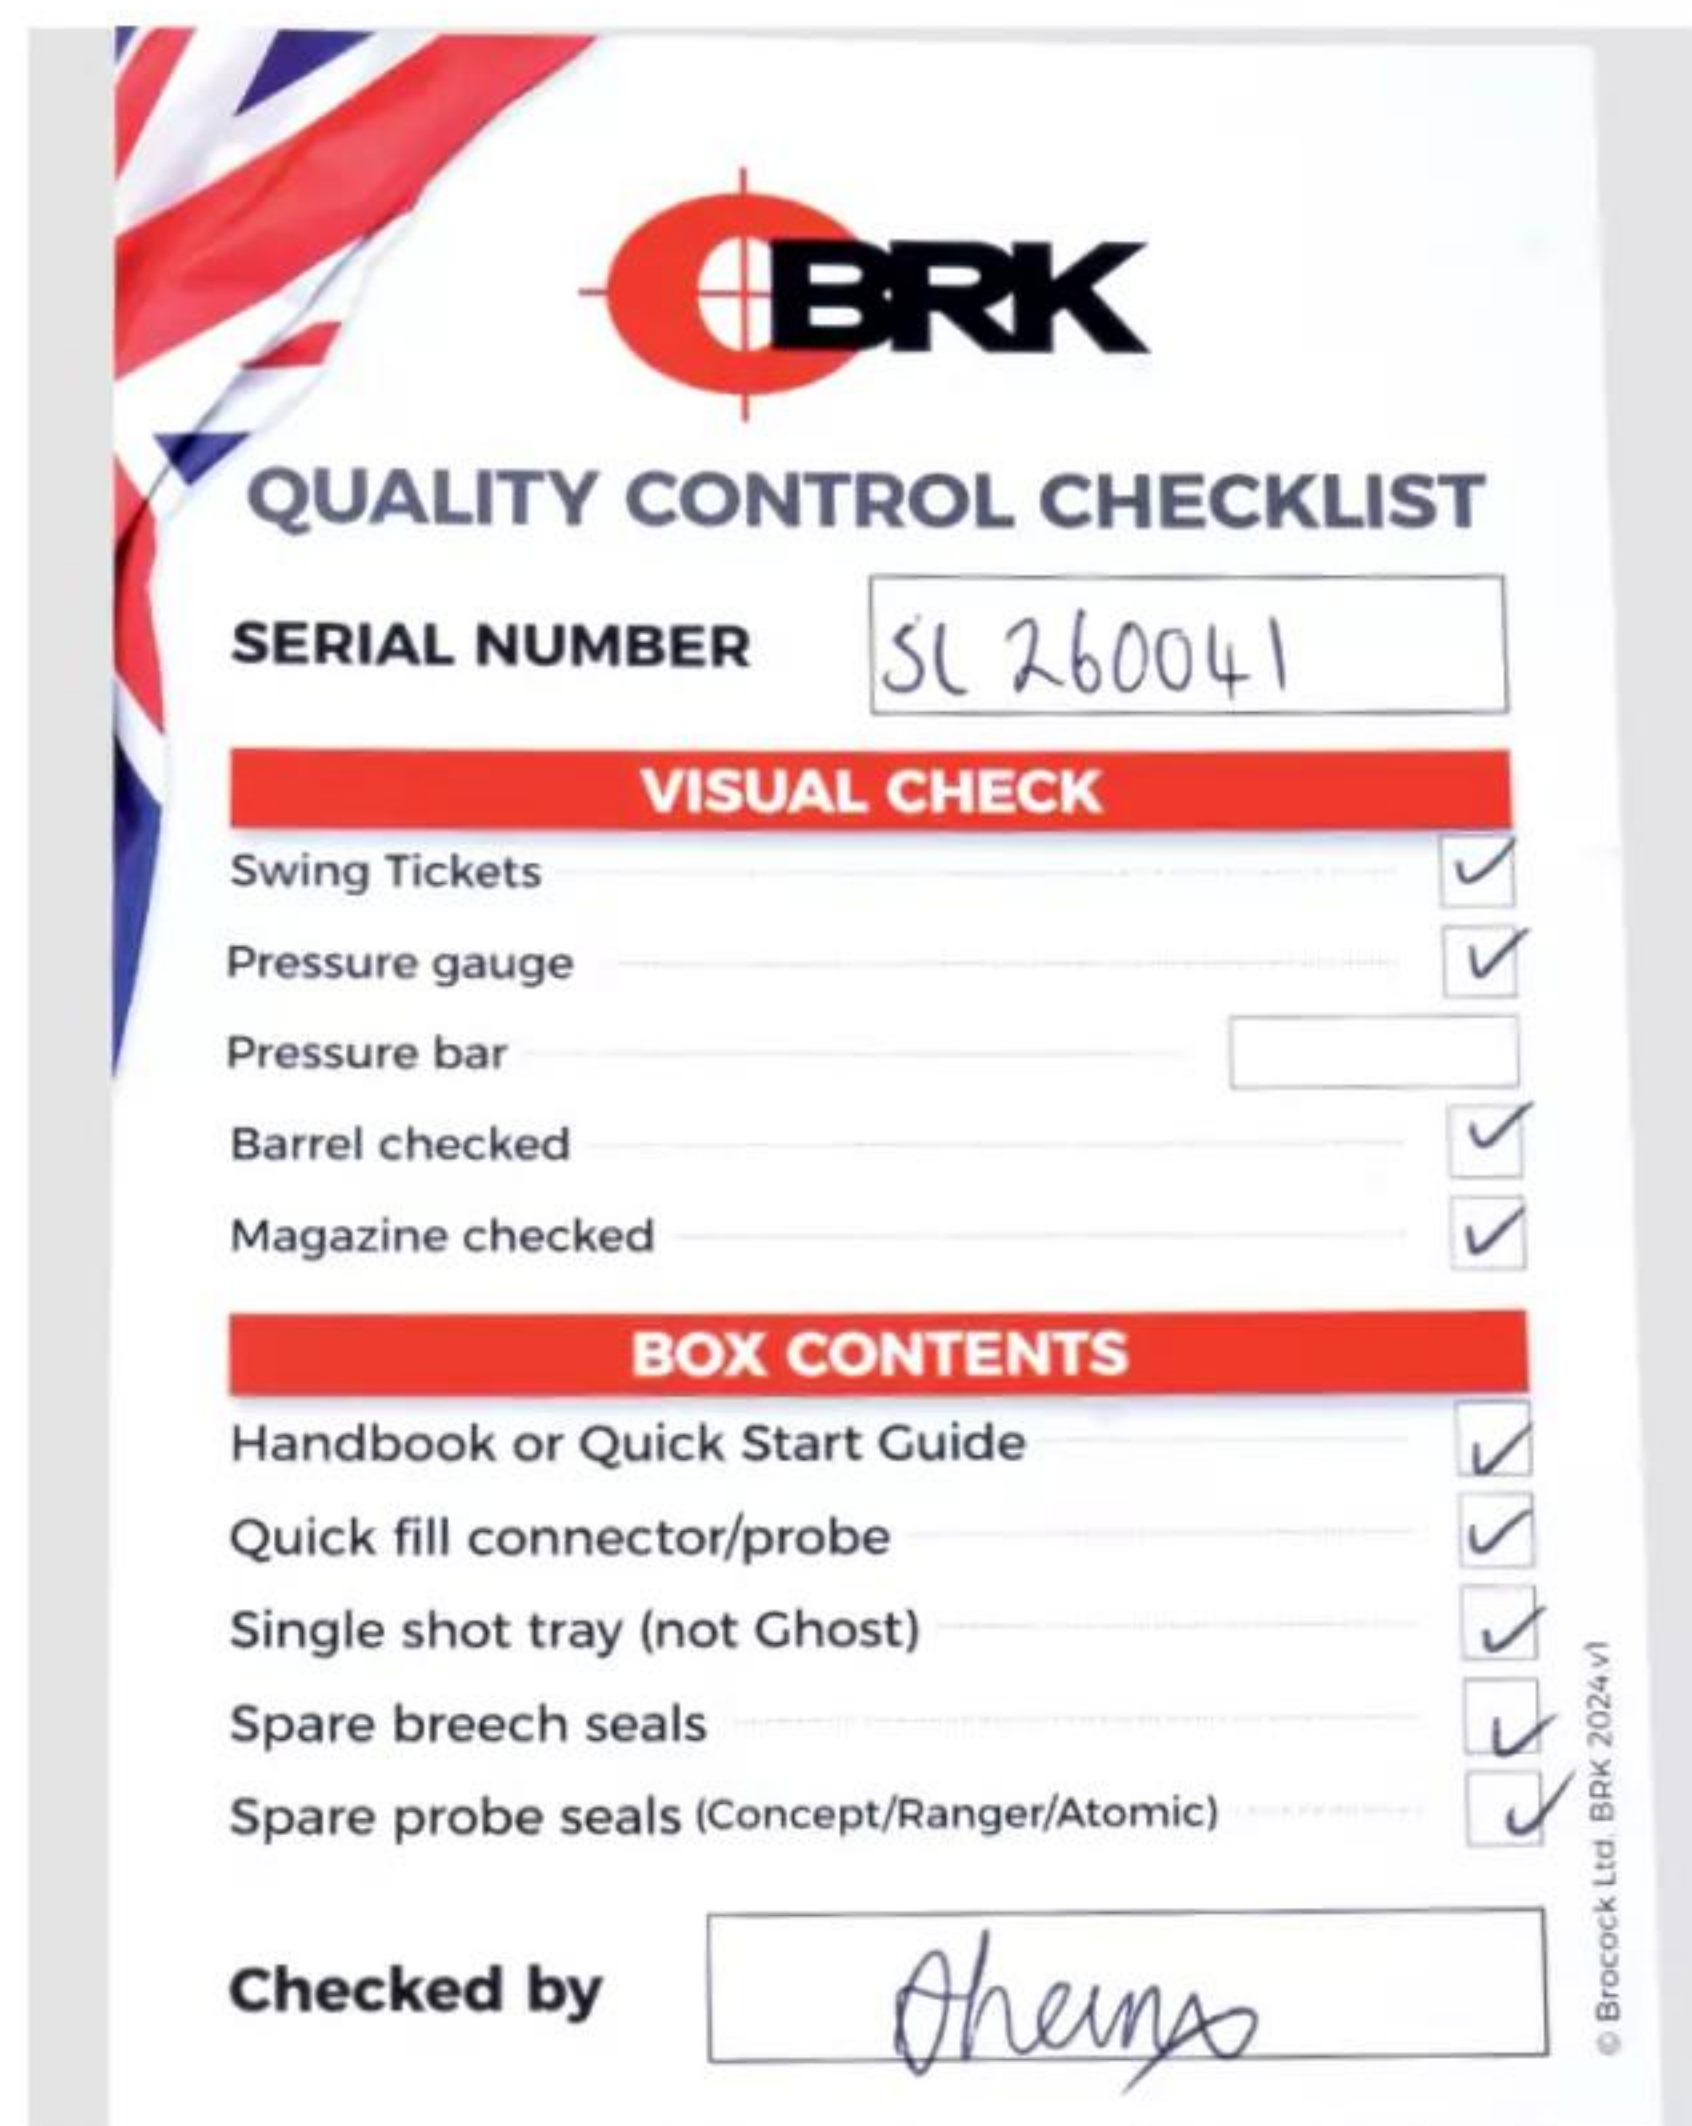 BRK
QUALITY CONTROL CHECKLIST
SERIAL NUMBER SL 260041
VISUAL CHECK
Swing Tickets ✓
Pressure gauge ✓
Pressure bar
Barrel checked ✓
Magazine checked ✓
BOX CONTENTS
Handbook or Quick Start Guide ✓
Quick fill connector/probe ✓
Single shot tray (not Ghost) ✓
Spare breech seals ✓
Spare probe seals (Concept/Ranger/Atomic) ✓
Checked by
© Brocock Ltd. BRK 2024.v1